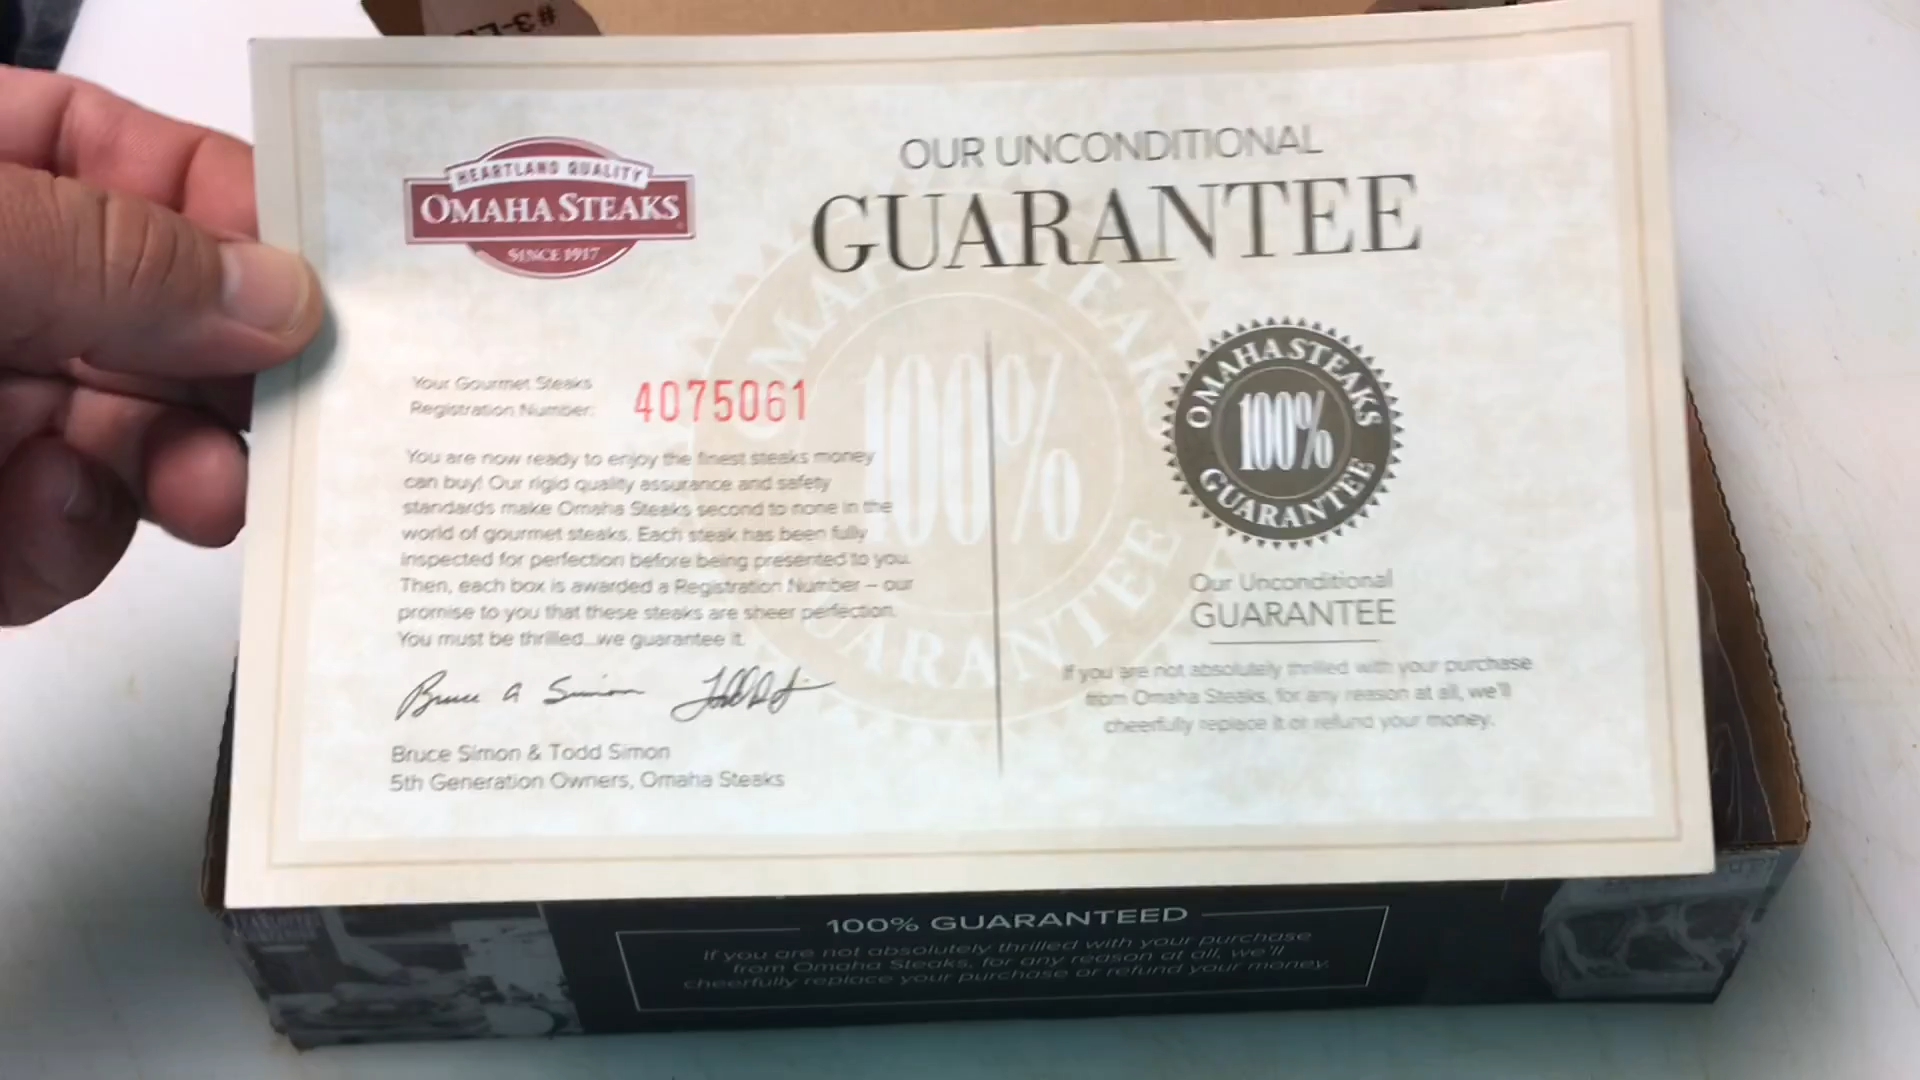 #3-L
HEARTLAND QUALITY
OMAHA STEAKS
SINCE 1917
OUR UNCONDITIONAL
GUARANTEE
Your Gourmet Steaks
Registration Number:
4075061
You are now ready to enjoy the finest steaks money
can buy! Our rigid quality assurance and safety
standards make Omaha Steaks second to none in the
world of gourmet steaks. Each steak has been fully
inspected for perfection before being presented to you.
Then, each box is awarded a Registration Number – our
promise to you that these steaks are sheer perfection.
You must be thrilled...we guarantee it.
Bruce A Simon
Bruce Simon & Todd Simon
5th Generation Owners, Omaha Steaks
OMAHA STEAKS
100%
GUARANTEE
OMAHA STEAKS
100%
GUARANTEE
Our Unconditional
GUARANTEE
If you are not absolutely thrilled with your purchase
from Omaha Steaks, for any reason at all, we'll
cheerfully replace it or refund your money.
100% GUARANTEED
If you are not absolutely thrilled with your purchase
from Omaha Steaks, for any reason at all, we'll
cheerfully replace your purchase or refund your money.